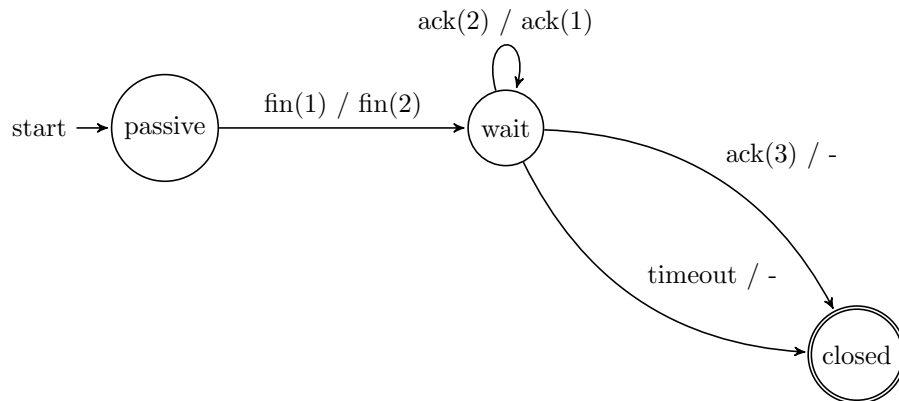 ack(2) / ack(1)
fin(1) / fin(2)
start
passive
wait
ack(3) / -
timeout / -
closed